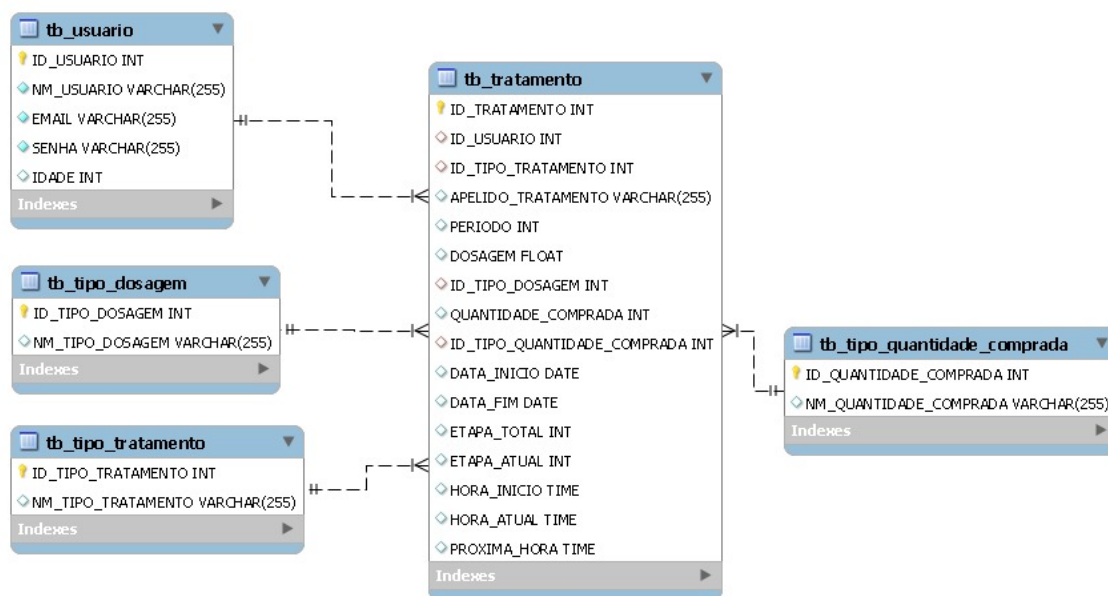 tb_usuario
ID_USUARIO INT
NM_USUARIO VARCHAR(255)
EMAIL VARCHAR(255)
SENHA VARCHAR(255)
IDADE INT
Indexes
tb_tipo_dosagem
ID_TIPO_DOSAGEM INT
NM_TIPO_DOSAGEM VARCHAR(255)
Indexes
tb_tipo_tratamento
ID_TIPO_TRATAMENTO INT
NM_TIPO_TRATAMENTO VARCHAR(255)
Indexes
tb_tratamento
ID_TRATAMENTO INT
ID_USUARIO INT
ID_TIPO_TRATAMENTO INT
APELIDO_TRATAMENTO VARCHAR(255)
PERIODO INT
DOSAGEM FLOAT
ID_TIPO_DOSAGEM INT
QUANTIDADE_COMPRADA INT
ID_TIPO_QUANTIDADE_COMPRADA INT
DATA_INICIO DATE
DATA_FIM DATE
ETAPA_TOTAL INT
ETAPA_ATUAL INT
HORA_INICIO TIME
HORA_ATUAL TIME
PROXIMA_HORA TIME
Indexes
tb_tipo_quantidade_comprada
ID_QUANTIDADE_COMPRADA INT
NM_QUANTIDADE_COMPRADA VARCHAR(255)
Indexes